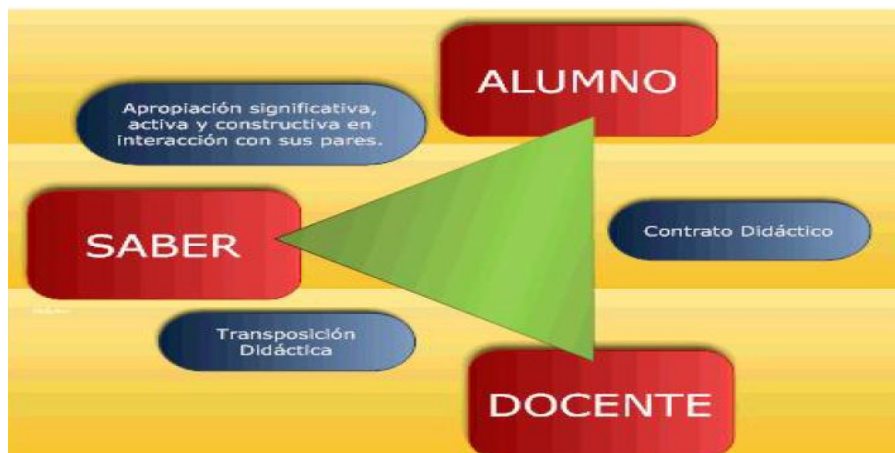 ALUMNO
Apropiación significativa,
activa y constructiva en
interacción con sus pares.
SABER
Contrato Didáctico
Transposición
Didáctica
DOCENTE